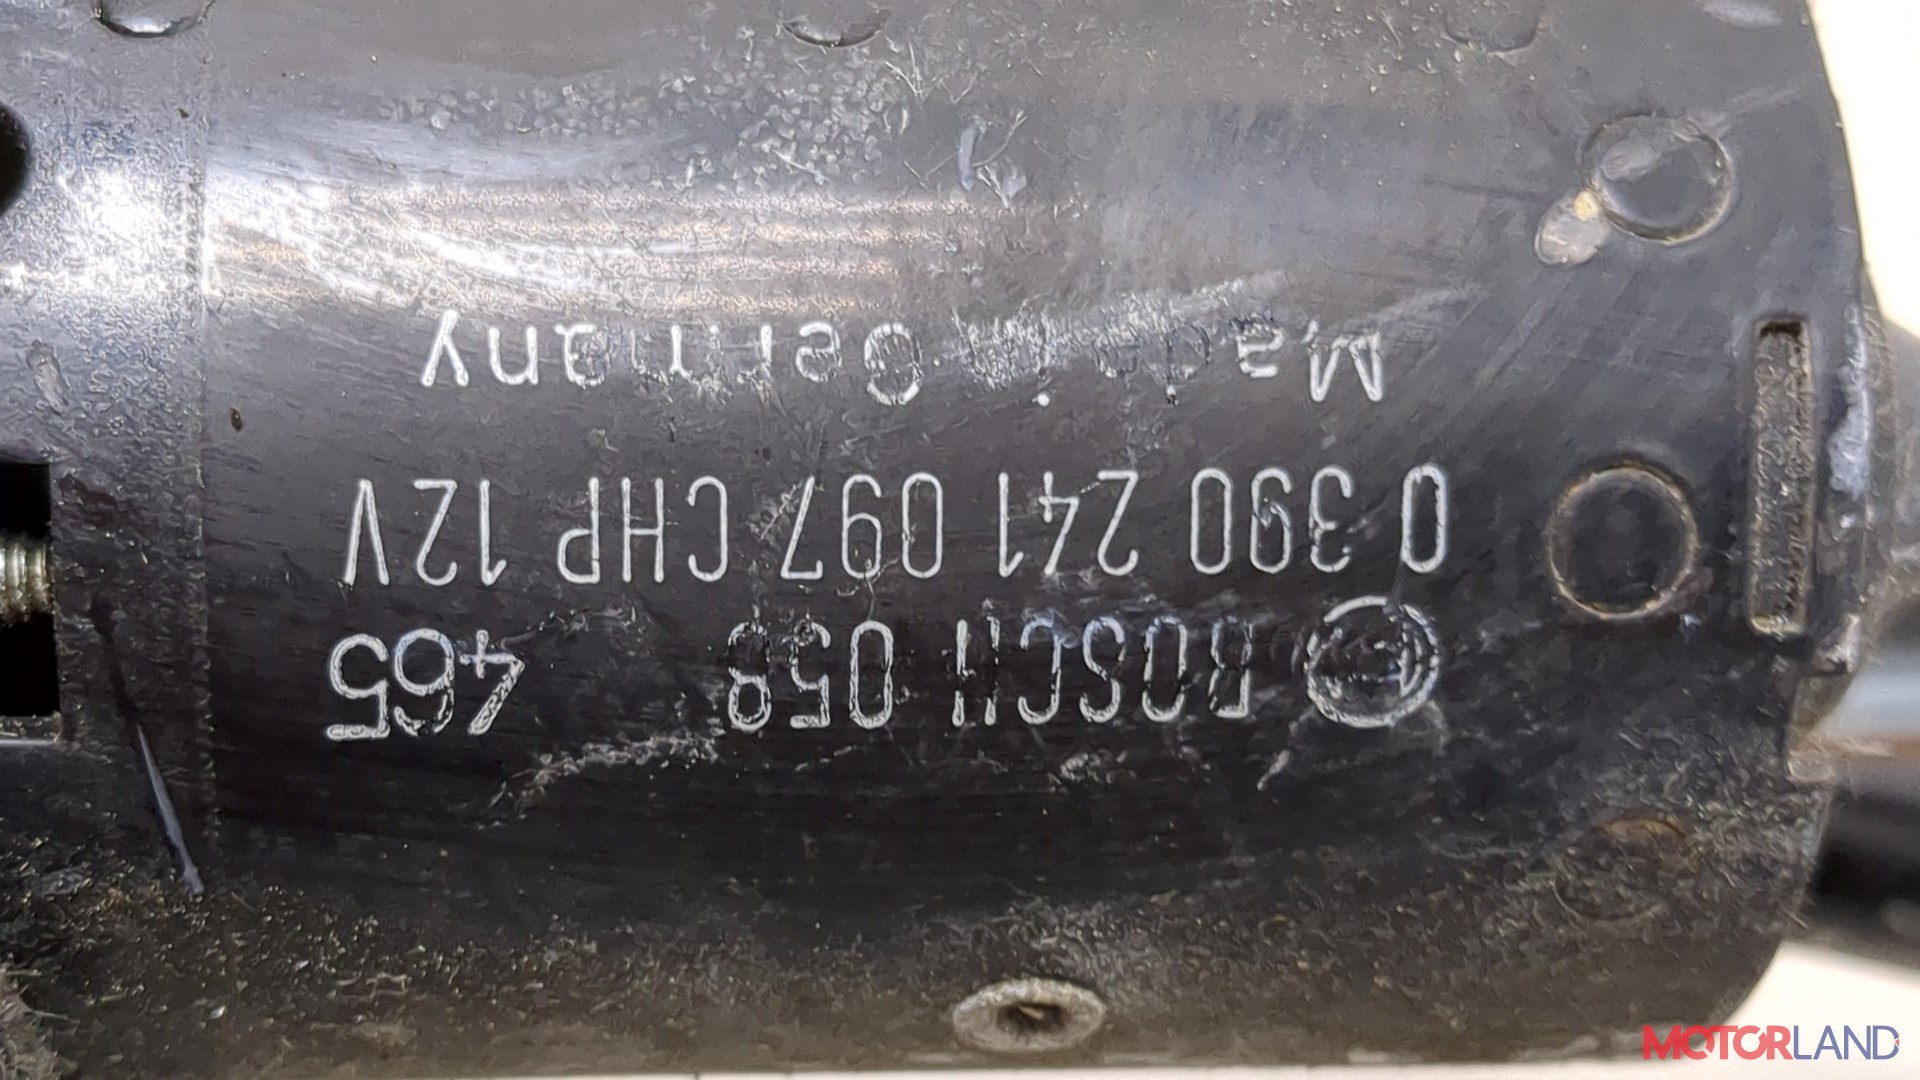 BOSCH 058 465
0 390 241 097 CHP 12V
Made in Germany
MOTORLAND